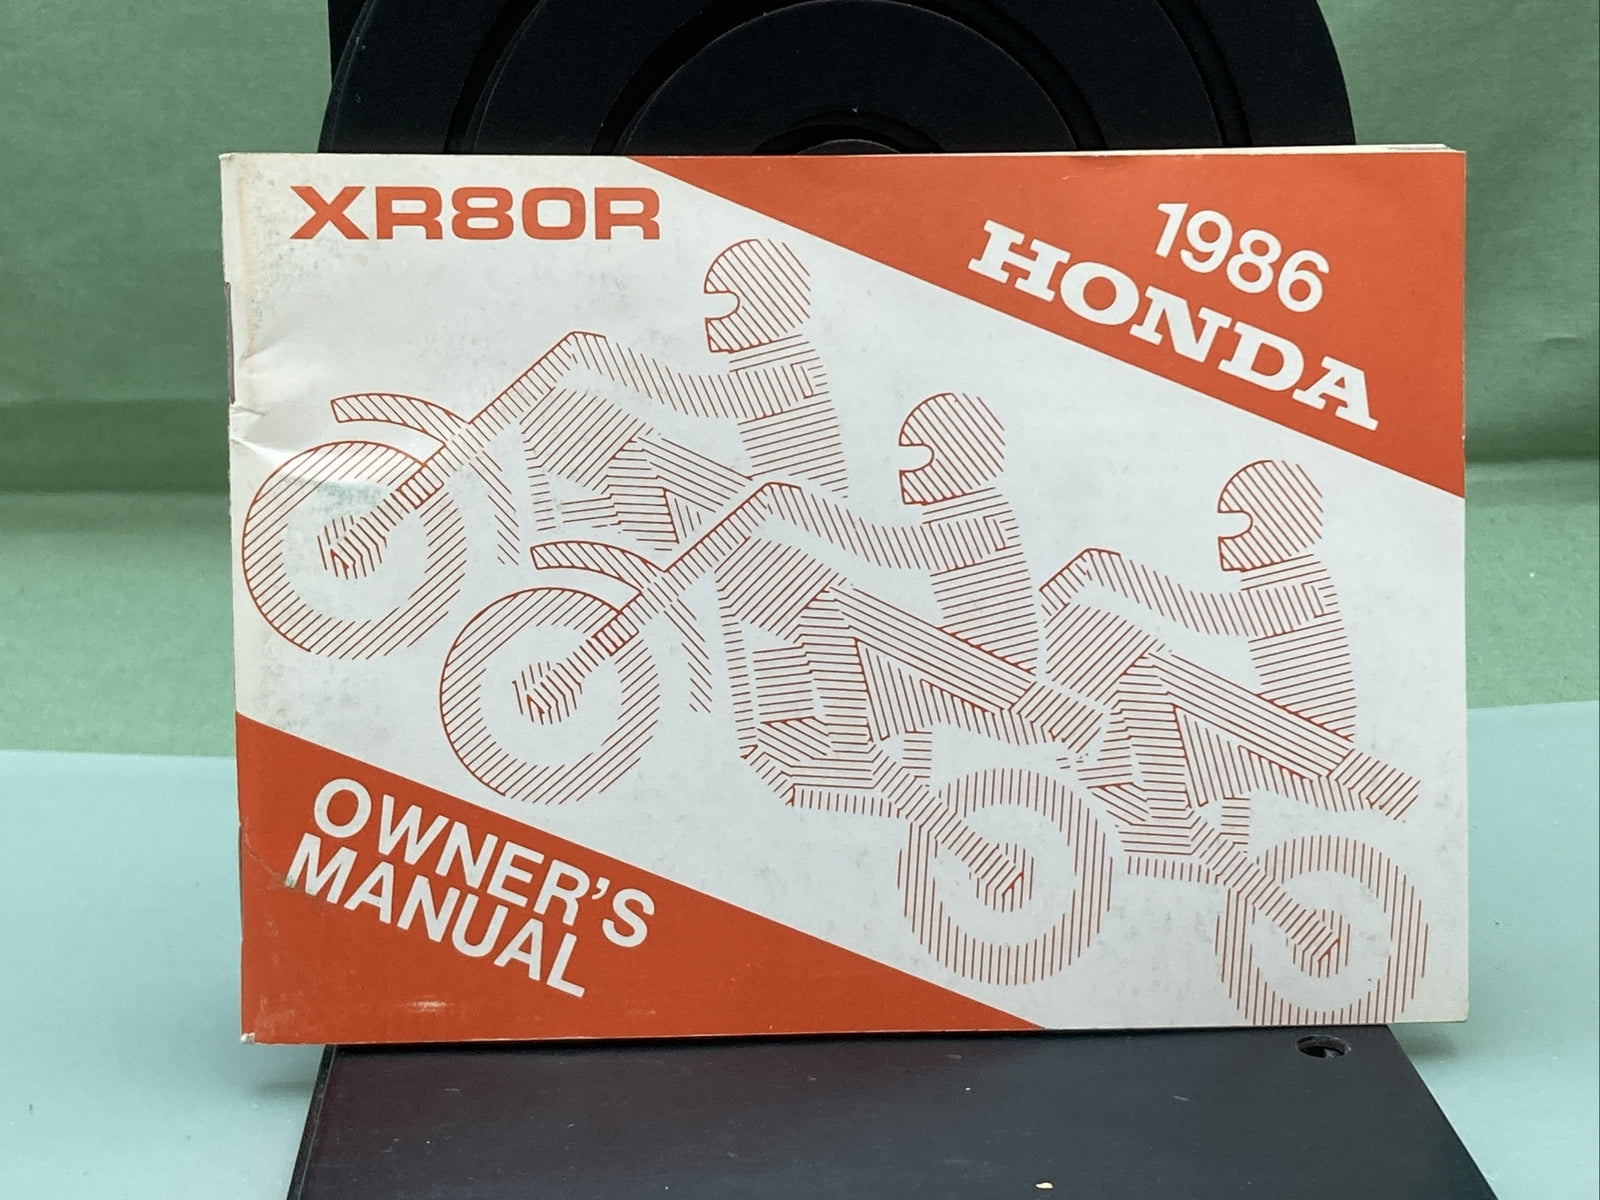 XR80R
1986
HONDA
OWNER'S
MANUAL